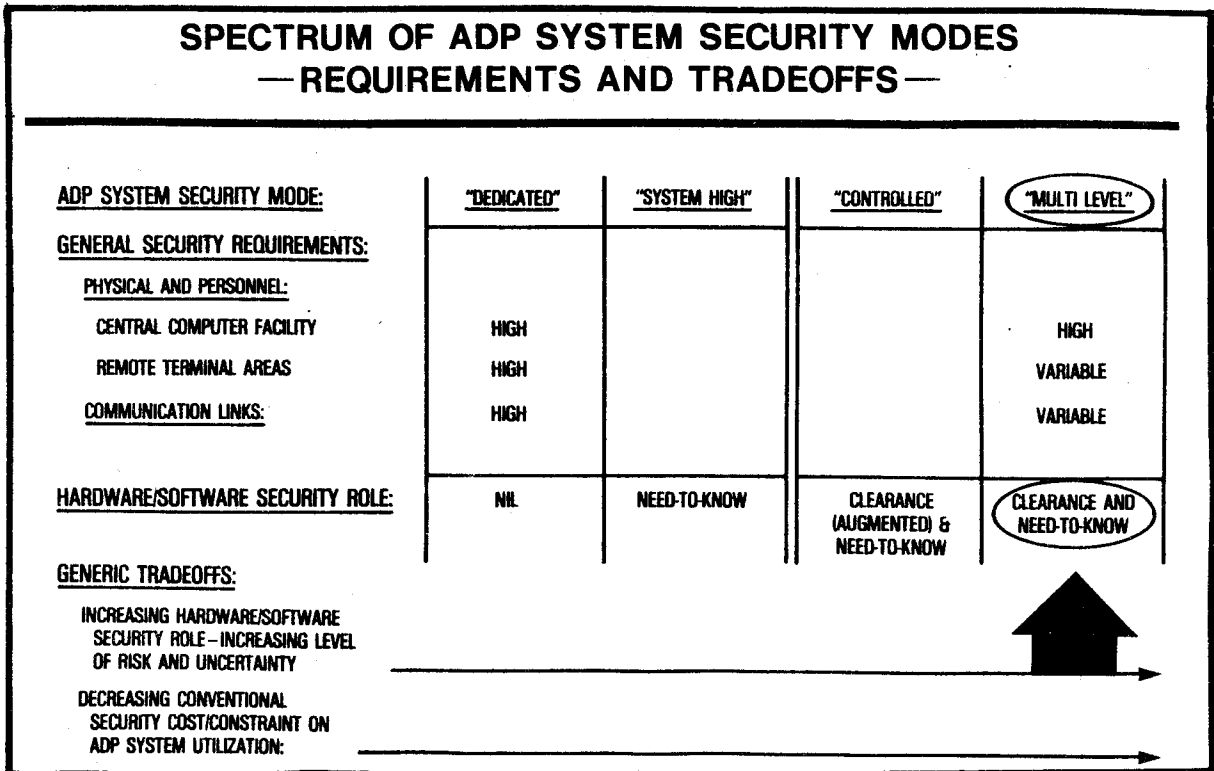 SPECTRUM OF ADP SYSTEM SECURITY MODES
—REQUIREMENTS AND TRADEOFFS—
ADP SYSTEM SECURITY MODE: "DEDICATED" "SYSTEM HIGH" "CONTROLLED" "MULTI LEVEL"
GENERAL SECURITY REQUIREMENTS:
PHYSICAL AND PERSONNEL:
CENTRAL COMPUTER FACILITY HIGH HIGH
REMOTE TERMINAL AREAS HIGH VARIABLE
COMMUNICATION LINKS: HIGH VARIABLE
HARDWARE/SOFTWARE SECURITY ROLE: NIL NEED-TO-KNOW CLEARANCE CLEARANCE AND
(AUGMENTED) & NEED-TO-KNOW
NEED-TO-KNOW
GENERIC TRADEOFFS:
INCREASING HARDWARE/SOFTWARE
SECURITY ROLE–INCREASING LEVEL
OF RISK AND UNCERTAINTY
DECREASING CONVENTIONAL
SECURITY COST/CONSTRAINT ON
ADP SYSTEM UTILIZATION: